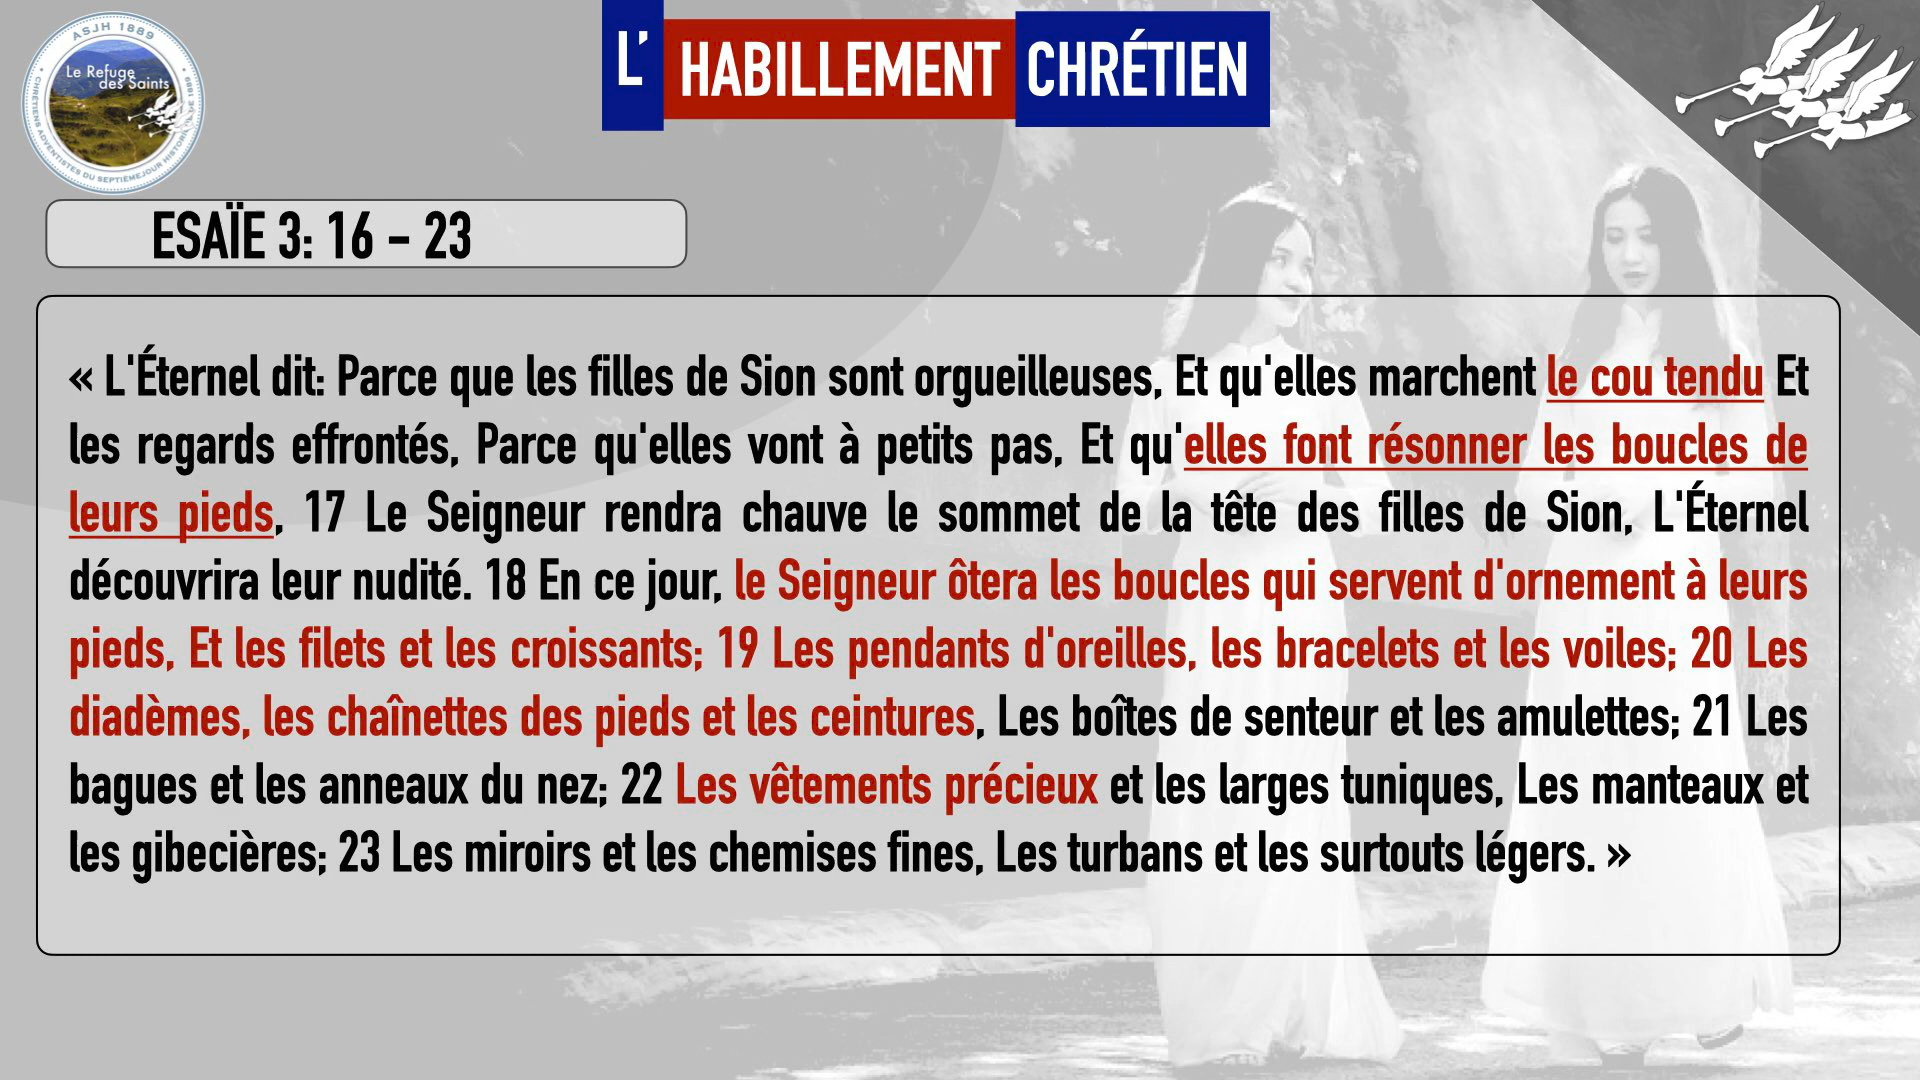 ASJH 1889
Le Refuge
des Saints
CHRÉTIENS ADVENTISTES DU SEPTIÈME JOUR HISTORIQUE 1889
L'HABILLEMENT CHRÉTIEN
ESAÏE 3: 16 - 23
« L'Éternel dit: Parce que les filles de Sion sont orgueilleuses, Et qu'elles marchent le cou tendu Et
les regards effrontés, Parce qu'elles vont à petits pas, Et qu'elles font résonner les boucles de
leurs pieds, 17 Le Seigneur rendra chauve le sommet de la tête des filles de Sion, L'Éternel
découvrira leur nudité. 18 En ce jour, le Seigneur ôtera les boucles qui servent d'ornement à leurs
pieds, Et les filets et les croissants; 19 Les pendants d'oreilles, les bracelets et les voiles; 20 Les
diadèmes, les chaînettes des pieds et les ceintures, Les boîtes de senteur et les amulettes; 21 Les
bagues et les anneaux du nez; 22 Les vêtements précieux et les larges tuniques, Les manteaux et
les gibecières; 23 Les miroirs et les chemises fines, Les turbans et les surtouts légers. »